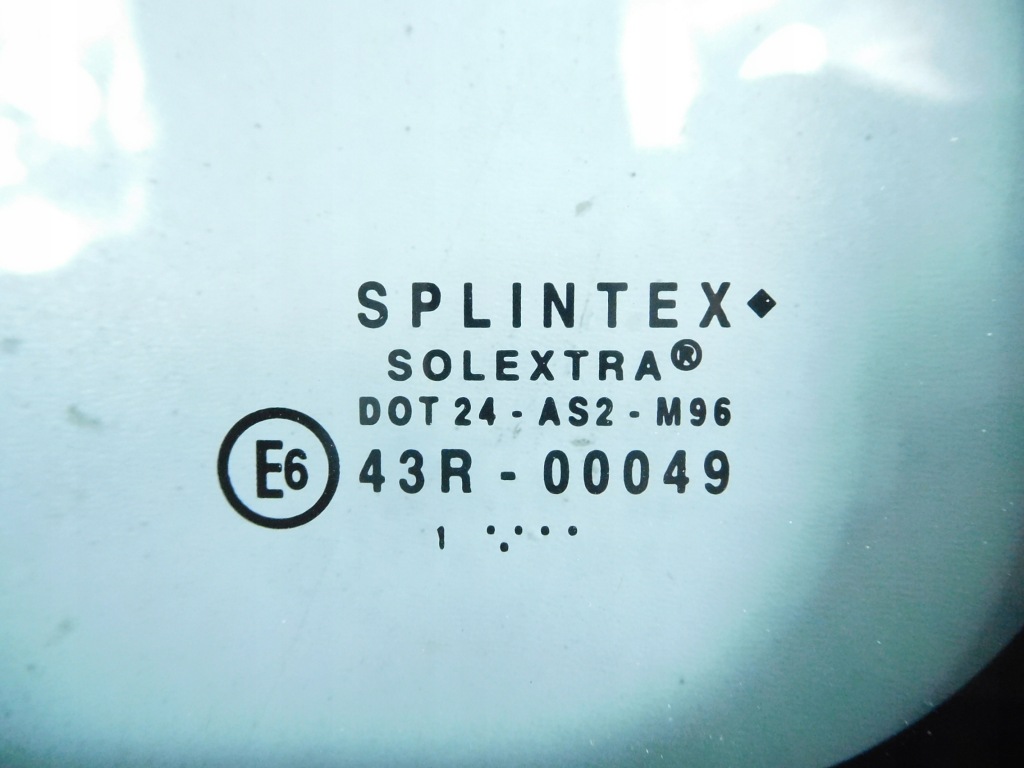 SPLINTEX◆
SOLEXTRA®
DOT 24 - AS2 - M96
E6 43R - 00049
1 ⠢⠂ . .